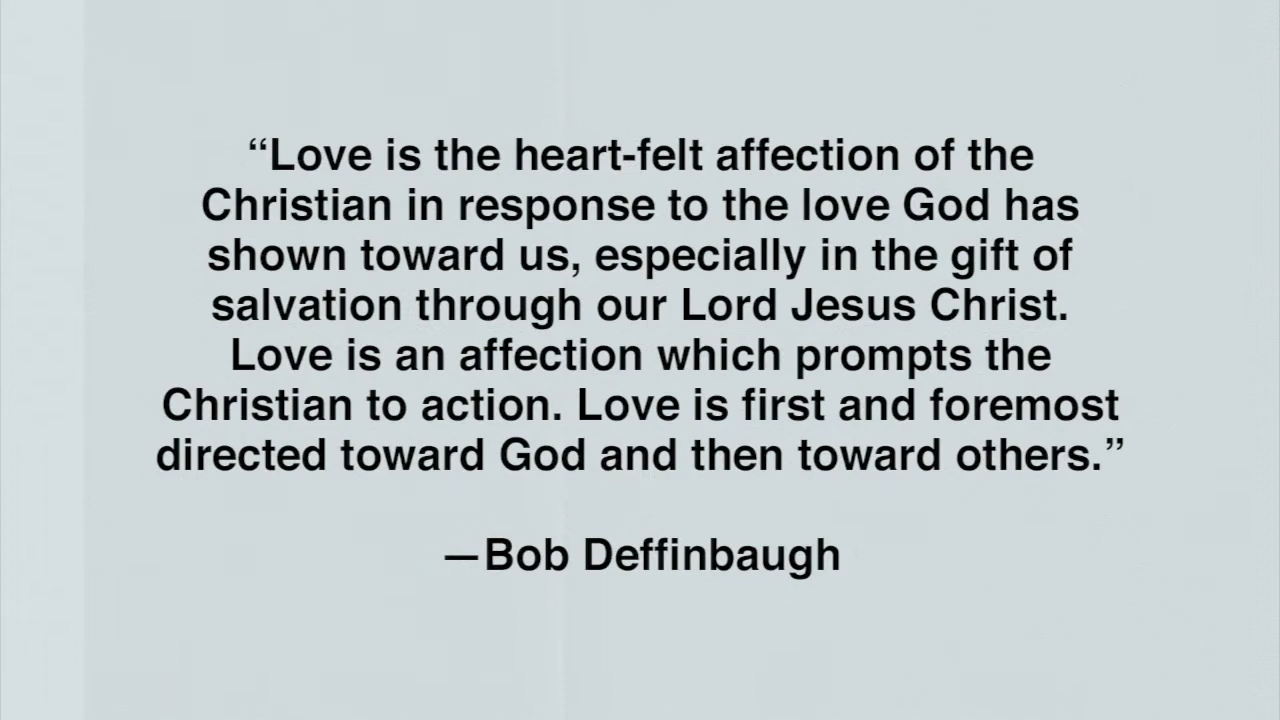 “Love is the heart-felt affection of the
Christian in response to the love God has
shown toward us, especially in the gift of
salvation through our Lord Jesus Christ.
Love is an affection which prompts the
Christian to action. Love is first and foremost
directed toward God and then toward others.”
—Bob Deffinbaugh